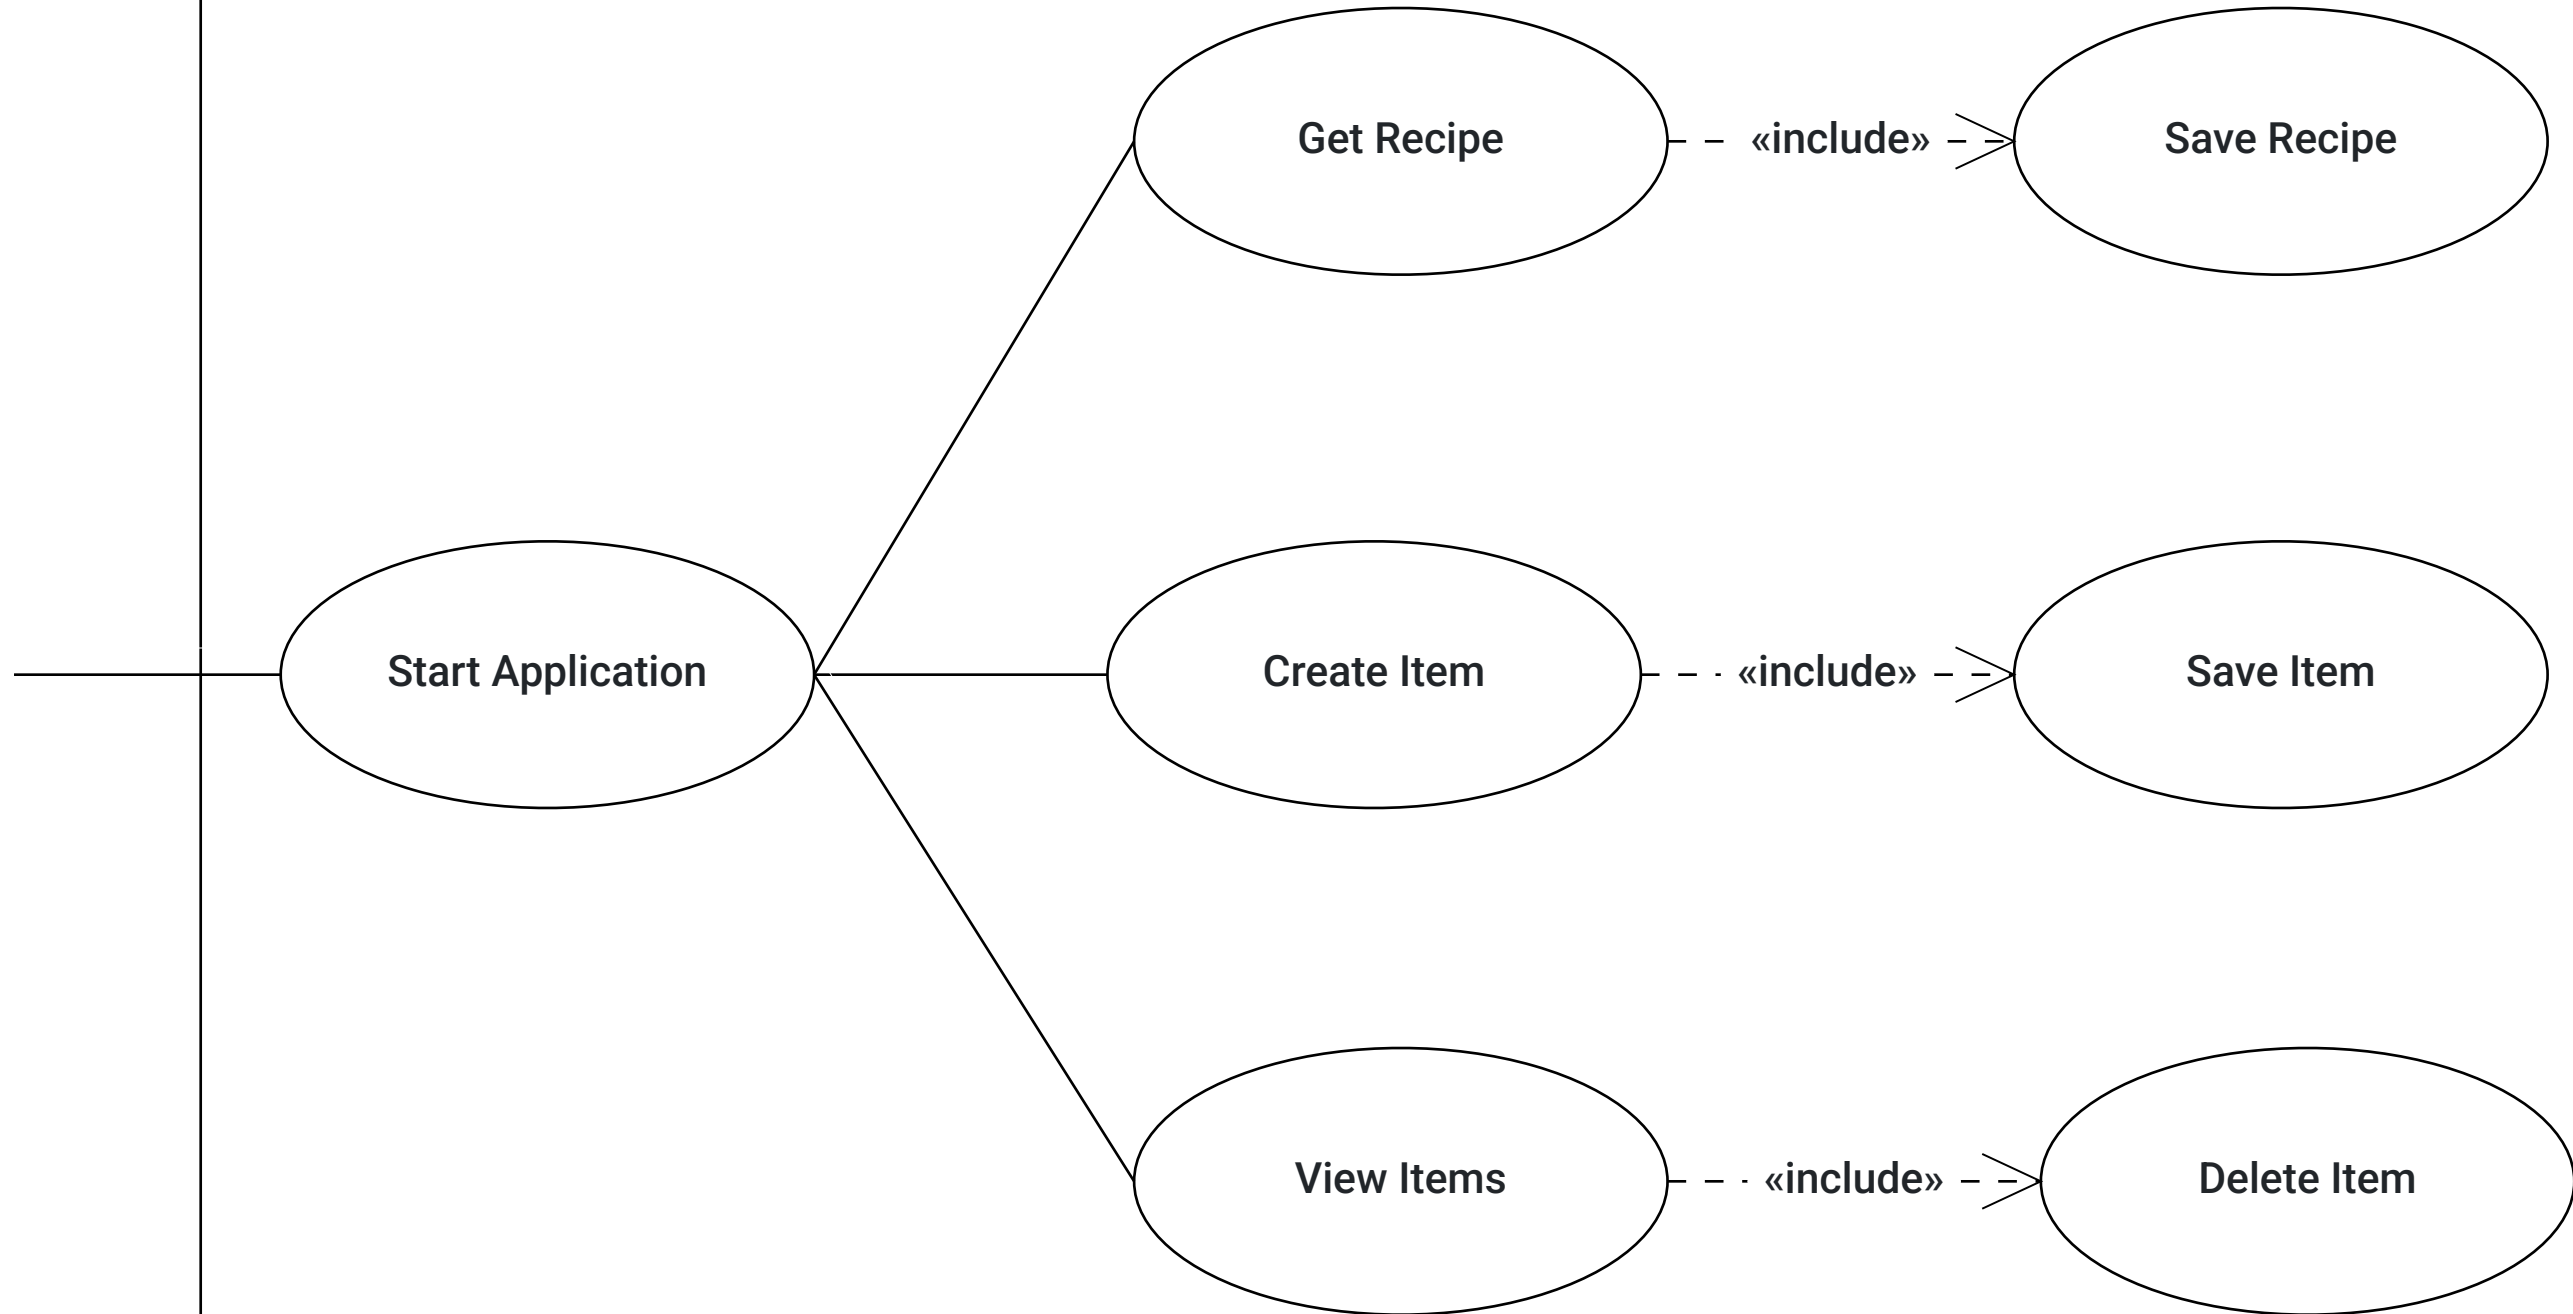 Get Recipe
«include»
Save Recipe
Start Application
Create Item
«include»
Save Item
View Items
«include»
Delete Item